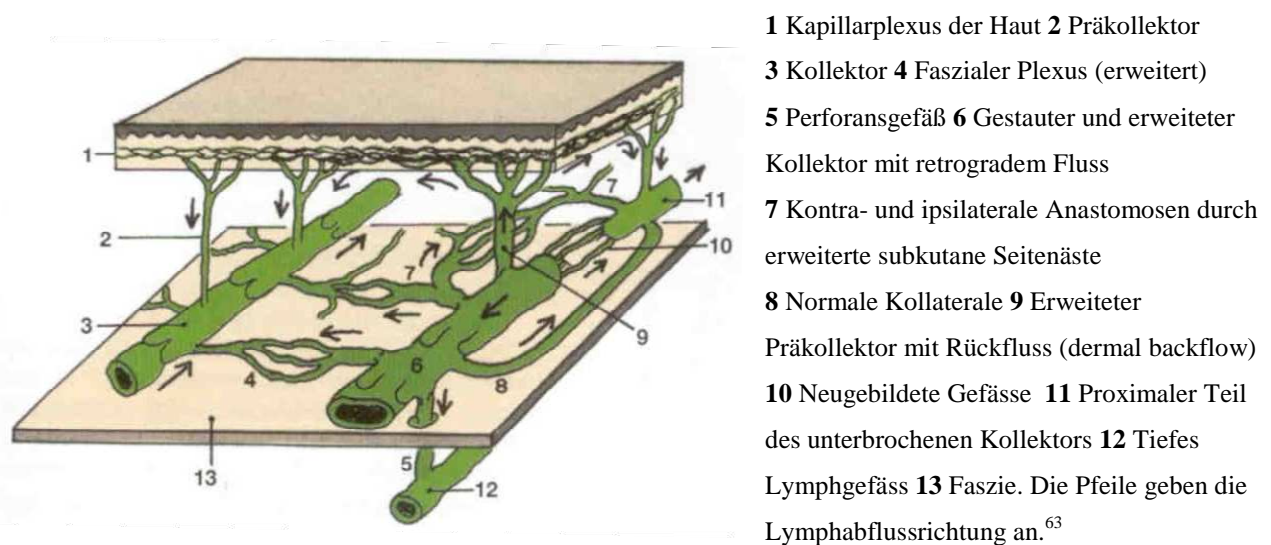 1 Kapillarplexus der Haut 2 Präkollektor
3 Kollektor 4 Faszialer Plexus (erweitert)
5 Perforansgefäß 6 Gestauter und erweiteter
Kollektor mit retrogradem Fluss
7 Kontra- und ipsilaterale Anastomosen durch
erweiterte subkutane Seitenäste
8 Normale Kollaterale 9 Erweiteter
Präkollektor mit Rückfluss (dermal backflow)
10 Neugebildete Gefässe 11 Proximaler Teil
des unterbrochenen Kollektors 12 Tiefes
Lymphgefäss 13 Faszie. Die Pfeile geben die
Lymphabflussrichtung an.63
1
7
11
2
10
7
3
9
6
4
8
5
13
12